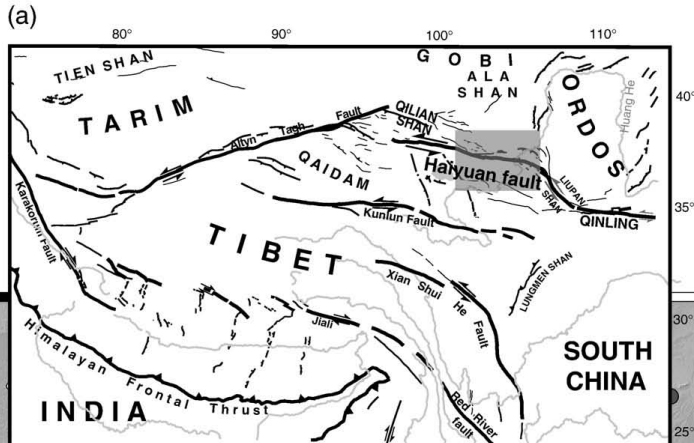 (a)
80°
90°
100°
110°
TIEN SHAN
TARIM
Altyn Tagh Fault
QILIAN
SHAN
GOBI
ALA
SHAN
ORDOS
Huang He
40°
QAIDAM
Haiyuan fault
LIUPAN
SHAN
35°
Karakorum Fault
Kunlun Fault
QINLING
TIBET
Xian Shui He Fault
LUNGMEN SHAN
Jiali
30°
Himalayan Frontal Thrust
SOUTH
CHINA
INDIA
Red River
fault
25°